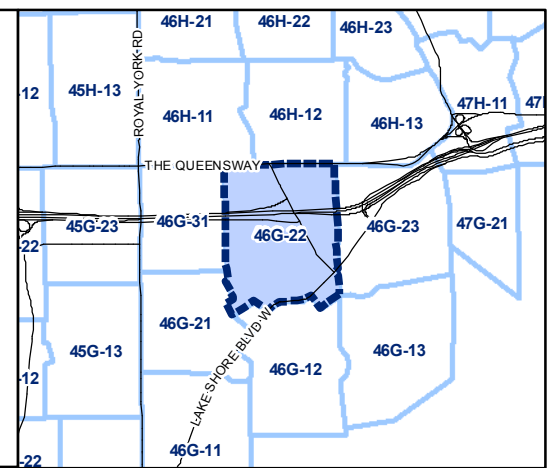 46H-21
46H-22
46H-23
ROYAL YORK RD
-12
45H-13
46H-11
46H-12
46H-13
47H-11
THE QUEENSWAY
45G-23
46G-31
46G-22
46G-23
47G-21
-22
46G-21
LAKE SHORE BLVD W
45G-13
46G-12
46G-13
-12
46G-11
-22